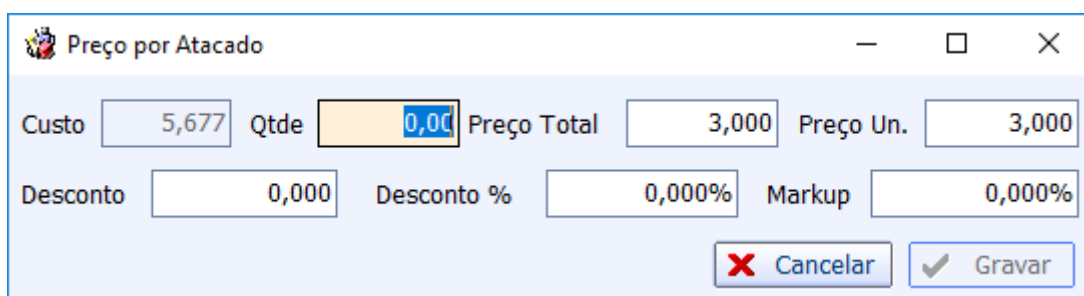 Preço por Atacado
Custo 5,677 Qtde 0,00 Preço Total 3,000 Preço Un. 3,000
Desconto 0,000 Desconto % 0,000% Markup 0,000%
Cancelar Gravar